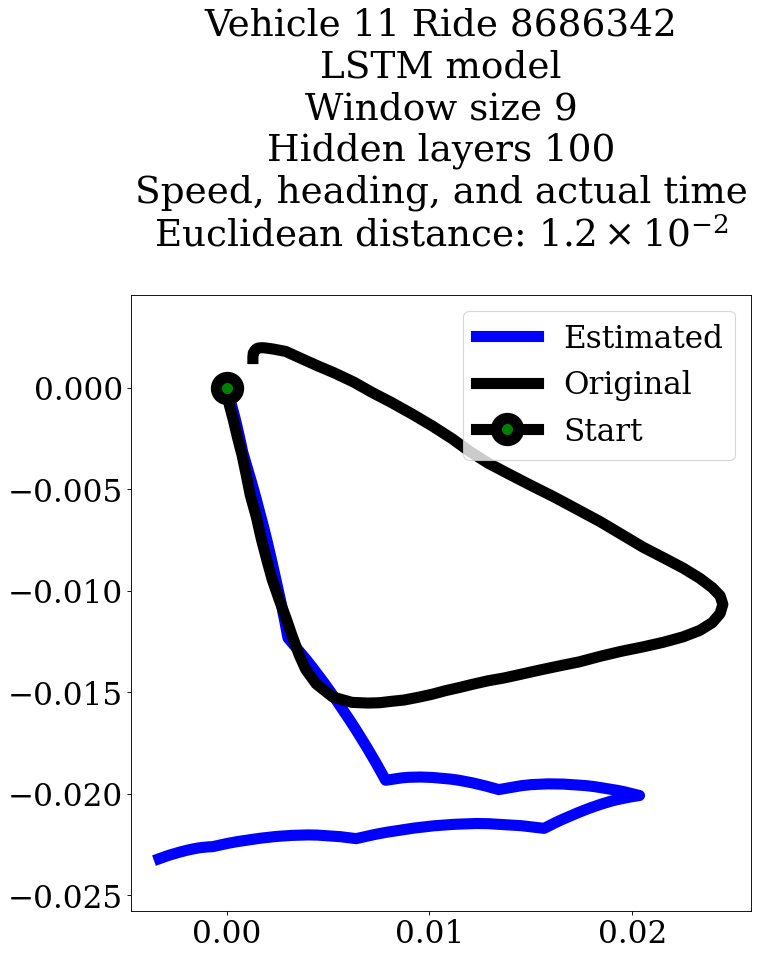 Vehicle 11 Ride 8686342
LSTM model
Window size 9
Hidden layers 100
Speed, heading, and actual time
Euclidean distance: 1.2 × 10⁻²
Estimated
Original
Start
0.000
−0.005
−0.010
−0.015
−0.020
−0.025
0.00 0.01 0.02